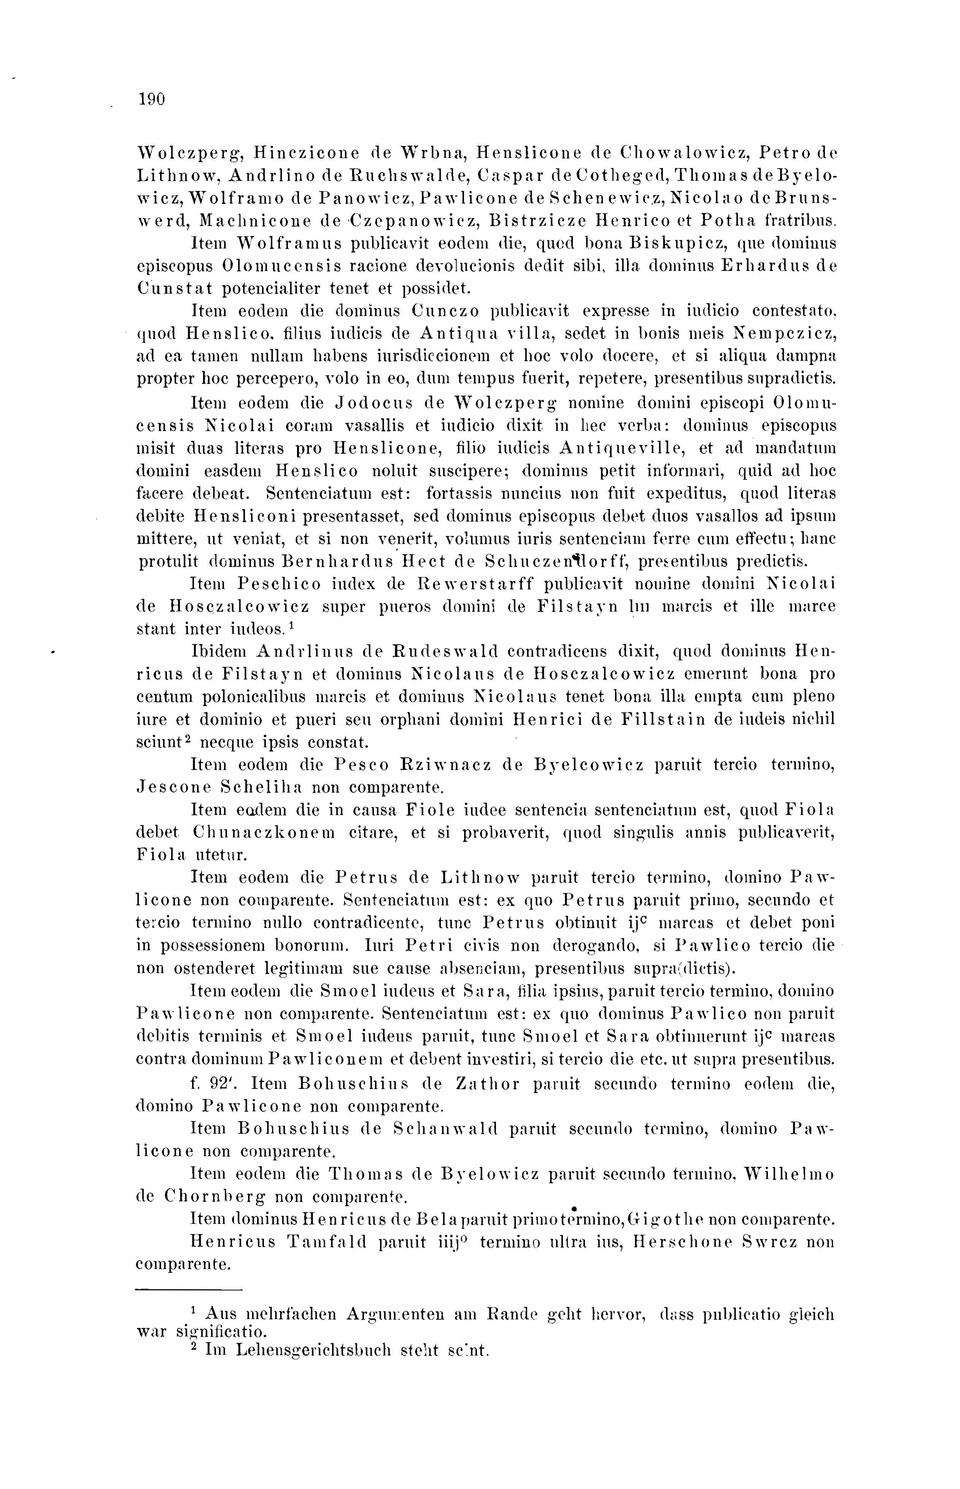 190
Wolczperg, Hinczicone de Wrbna, Henslicone de Chowalowicz, Petro de
Lithnow, Andrlino de Ruchswalde, Caspar de Cotheged, Thomas de Byelo-
wicz, Wolframo de Panowicz, Pawlicone de Schenewicz, Nicolao de Bruns-
werd, Machnicone de Czepanowicz, Bistrzicze Henrico et Potha fratribus.
Item Wolframus publicavit eodem die, quod bona Biskupicz, que dominus
episcopus Olomucensis racione devolucionis dedit sibi, illa dominus Erhardus de
Cunstat potencialiter tenet et possidet.
Item eodem die dominus Cunczo publicavit expresse in iudicio contestato,
quod Henslico, filius iudicis de Antiqua villa, sedet in bonis meis Nempczicz,
ad ea tamen nullam habens iurisdiccionem et hoc volo docere, et si aliqua dampna
propter hoc percepero, volo in eo, dum tempus fuerit, repetere, presentibus supradictis.
Item eodem die Jodocus de Wolczperg nomine domini episcopi Olomu-
censis Nicolai coram vasallis et iudicio dixit in hec verba: dominus episcopus
misit duas literas pro Henslicone, filio iudicis Antiqueville, et ad mandatum
domini easdem Henslico noluit suscipere; dominus petit informari, quid ad hoc
facere debeat. Sentenciatum est: fortassis nuncius non fuit expeditus, quod literas
debite Hensliconi presentasset, sed dominus episcopus debet duos vasallos ad ipsum
mittere, ut veniat, et si non venerit, volumus iuris sentenciam ferre cum effectu; hanc
protulit dominus Bernhardus Hect de Schuczendorff, presentibus predictis.
Item Peschico iudex de Rewerstarff publicavit nomine domini Nicolai
de Hosczalcowicz super pueros domini de Filstayn lm marcis et ille marce
stant inter iudeos.¹
Ibidem Andrlinus de Rudeswald contradicens dixit, quod dominus Hen-
ricus de Filstayn et dominus Nicolaus de Hosczalcowicz emerunt bona pro
centum polonicalibus marcis et dominus Nicolaus tenet bona illa empta cum pleno
iure et dominio et pueri seu orphani domini Henrici de Fillstain de iudeis nichil
sciunt² necque ipsis constat.
Item eodem die Pesco Rziwnacz de Byelcowicz paruit tercio termino,
Jescone Scheliha non comparente.
Item eodem die in causa Fiole iudee sentencia sentenciatum est, quod Fiola
debet Chunaczkonem citare, et si probaverit, quod singulis annis publicaverit,
Fiola utetur.
Item eodem die Petrus de Lithnow paruit tercio termino, domino Paw-
licone non comparente. Sentenciatum est: ex quo Petrus paruit primo, secundo et
tercio termino nullo contradicente, tunc Petrus obtinuit ijᶜ marcas et debet poni
in possessionem bonorum. Iuri Petri civis non derogando, si Pawlico tercio die
non ostenderet legitimam sue cause absenciam, presentibus supra(dictis).
Item eodem die Smoel iudeus et Sara, filia ipsius, paruit tercio termino, domino
Pawlicone non comparente. Sentenciatum est: ex quo dominus Pawlico non paruit
debitis terminis et Smoel iudeus paruit, tunc Smoel et Sara obtinuerunt ijᶜ marcas
contra dominum Pawliconem et debent investiri, si tercio die etc. ut supra presentibus.
f. 92'. Item Bohuschius de Zathor paruit secundo termino eodem die,
domino Pawlicone non comparente.
Item Bohuschius de Schanwald paruit secundo termino, domino Paw-
licone non comparente.
Item eodem die Thomas de Byelowicz paruit secundo termino, Wilhelmo
de Chornberg non comparente.
Item dominus Henricus de Bela paruit primo termino, Gigothe non comparente.
Henricus Tamfald paruit iiij⁰ termino ultra ius, Herschone Swrcz non
comparente.
¹ Aus mehrfachen Argumenten am Rande geht hervor, dass publicatio gleich
war significatio.
² Im Lehensgerichtsbuch steht scint.